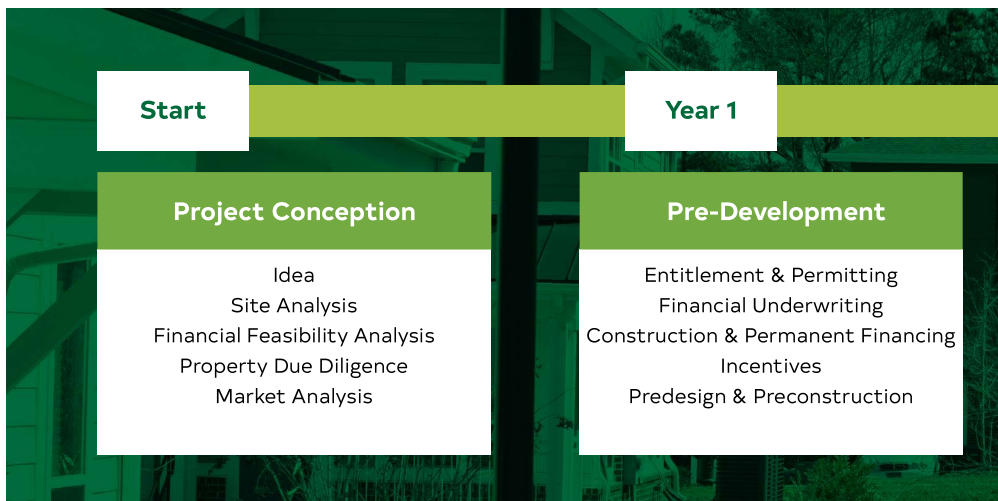 Start
Year 1
Project Conception
Idea
Site Analysis
Financial Feasibility Analysis
Property Due Diligence
Market Analysis
Pre-Development
Entitlement & Permitting
Financial Underwriting
Construction & Permanent Financing
Incentives
Predesign & Preconstruction